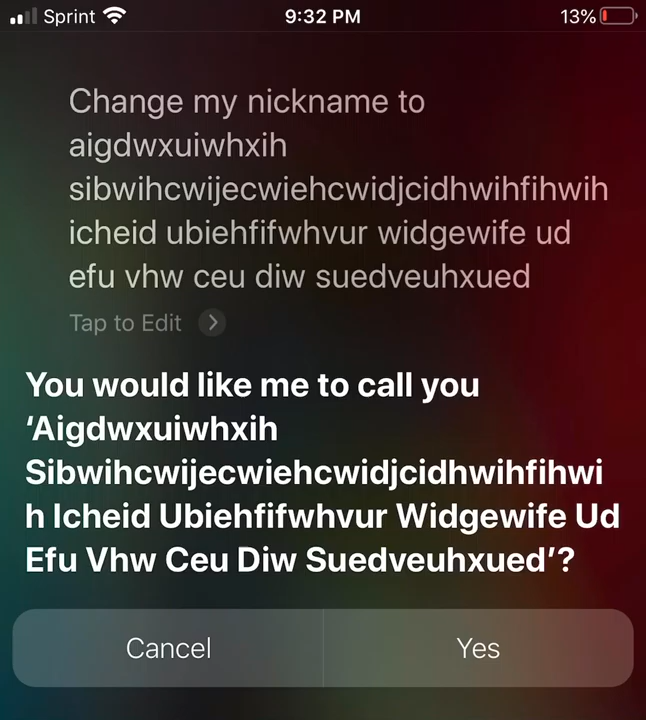 Sprint 9:32 PM 13%
Change my nickname to
aigdwxuiwhxih
sibwihcwijecwiehcwidjcidhwihfihwih
icheid ubiehfifwhvur widgewife ud
efu vhw ceu diw suedveuhxued
Tap to Edit
You would like me to call you
‘Aigdwxuiwhxih
Sibwihcwijecwiehcwidjcidhwihfihwi
h Icheid Ubiehfifwhvur Widgewife Ud
Efu Vhw Ceu Diw Suedveuhxued’?
Cancel Yes